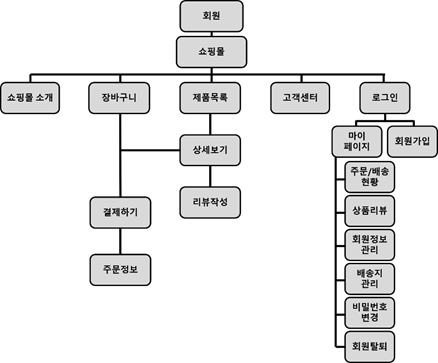 회원
쇼핑몰
쇼핑몰 소개
장바구니
제품목록
고객센터
로그인
마이
페이지
회원가입
상세보기
주문/배송
현황
결제하기
리뷰작성
상품리뷰
회원정보
관리
주문정보
배송지
관리
비밀번호
변경
회원탈퇴